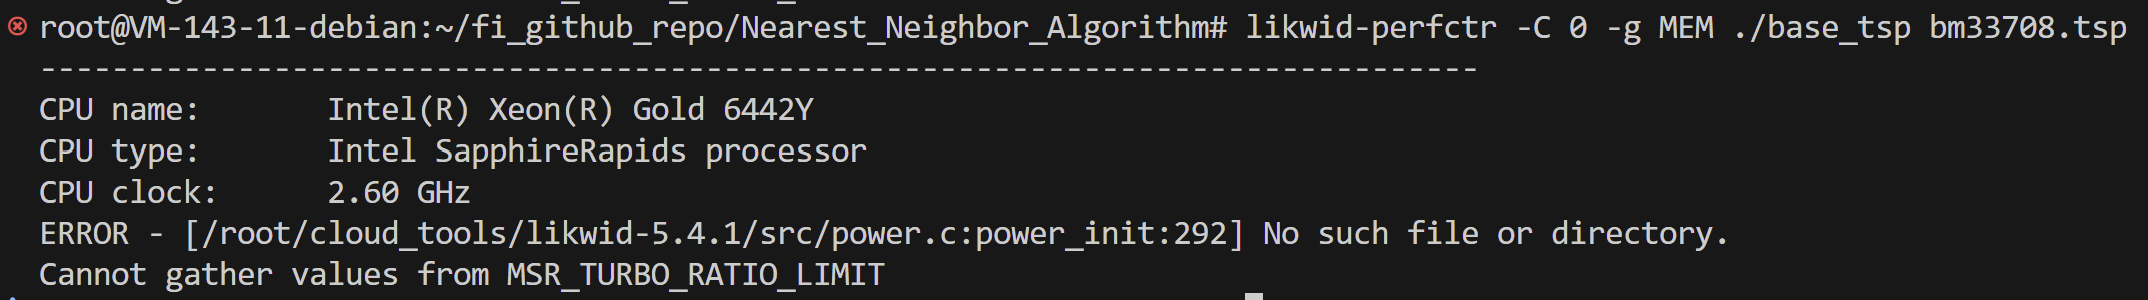 root@VM-143-11-debian:~/fi_github_repo/Nearest_Neighbor_Algorithm# likwid-perfctr -C 0 -g MEM ./base_tsp bm33708.tsp
--------------------------------------------------------------------------------
CPU name:       Intel(R) Xeon(R) Gold 6442Y
CPU type:       Intel SapphireRapids processor
CPU clock:      2.60 GHz
ERROR - [/root/cloud_tools/likwid-5.4.1/src/power.c:power_init:292] No such file or directory.
Cannot gather values from MSR_TURBO_RATIO_LIMIT